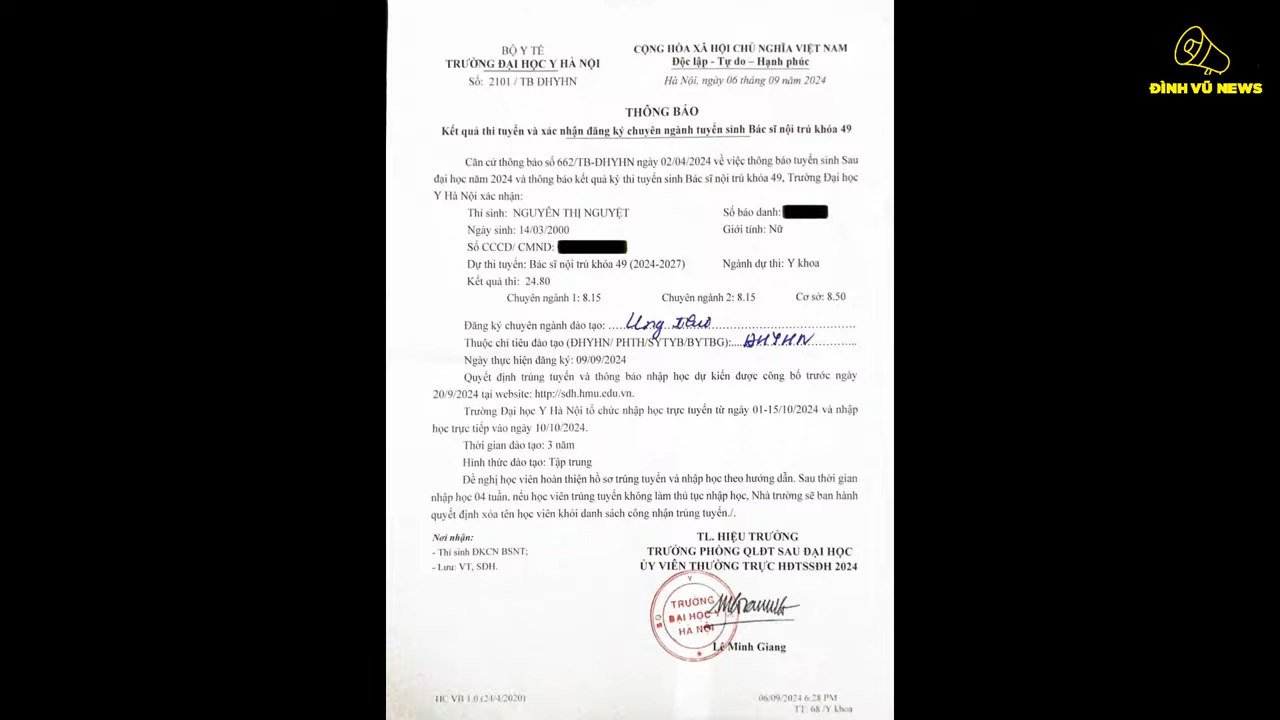 BỘ Y TẾ
TRƯỜNG ĐẠI HỌC Y HÀ NỘI
Số: 2101 / TB DHYHN
CỘNG HÒA XÃ HỘI CHỦ NGHĨA VIỆT NAM
Độc lập - Tự do – Hạnh phúc
Hà Nội, ngày 06 tháng 09 năm 2024
ĐÌNH VŨ NEWS
THÔNG BÁO
Kết quả thi tuyển và xác nhận đăng ký chuyên ngành tuyển sinh Bác sĩ nội trú khóa 49
Căn cứ thông báo số 662/TB-DHYHN ngày 02/04/2024 về việc thông báo tuyển sinh Sau
đại học năm 2024 và thông báo kết quả kỳ thi tuyển sinh Bác sĩ nội trú khóa 49, Trường Đại học
Y Hà Nội xác nhận:
Thí sinh: NGUYỄN THỊ NGUYỆT Số báo danh:
Ngày sinh: 14/03/2000 Giới tính: Nữ
Số CCCD/ CMND:
Dự thi tuyển: Bác sĩ nội trú khóa 49 (2024-2027) Ngành dự thi: Y khoa
Kết quả thi: 24.80
Chuyên ngành 1: 8.15 Chuyên ngành 2: 8.15 Cơ sở: 8.50
Đăng ký chuyên ngành đào tạo: Ung
Thuộc chỉ tiêu đào tạo (ĐHYHN/ PHTH/SYTYB/BYTBG): ĐHYHN
Ngày thực hiện đăng ký: 09/09/2024
Quyết định trúng tuyển và thông báo nhập học dự kiến được công bố trước ngày
20/9/2024 tại website: http://sdh.hmu.edu.vn.
Trường Đại học Y Hà Nội tổ chức nhập học trực tuyến từ ngày 01-15/10/2024 và nhập
học trực tiếp vào ngày 10/10/2024.
Thời gian đào tạo: 3 năm
Hình thức đào tạo: Tập trung
Đề nghị học viên hoàn thiện hồ sơ trúng tuyển và nhập học theo hướng dẫn. Sau thời gian
nhập học 04 tuần, nếu học viên trúng tuyển không làm thủ tục nhập học, Nhà trường sẽ ban hành
quyết định xóa tên học viên khỏi danh sách công nhận trúng tuyển./.
Nơi nhận:
- Thí sinh ĐKCN BSNT;
- Lưu: VT, SDH.
TL. HIỆU TRƯỞNG
TRƯỞNG PHÒNG QLĐT SAU ĐẠI HỌC
ỦY VIÊN THƯỜNG TRỰC HĐTSSĐH 2024
TRƯỜNG
ĐẠI HỌC Y
HÀ NỘI
Lê Minh Giang
HC VB 1.0 (24/4/2020)
06/09/2024 6:28 PM
TT: 68 /Y khoa